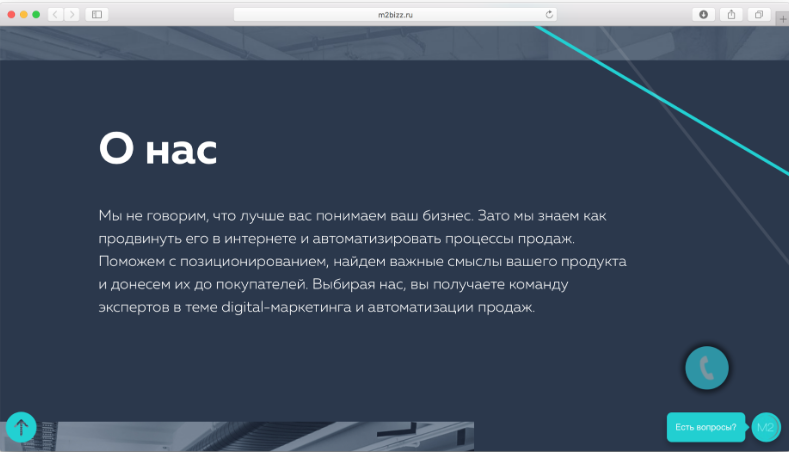 m2bizz.ru
О нас
Мы не говорим, что лучше вас понимаем ваш бизнес. Зато мы знаем как
продвинуть его в интернете и автоматизировать процессы продаж.
Поможем с позиционированием, найдем важные смыслы вашего продукта
и донесем их до покупателей. Выбирая нас, вы получаете команду
экспертов в теме digital-маркетинга и автоматизации продаж.
Есть вопросы?
M2